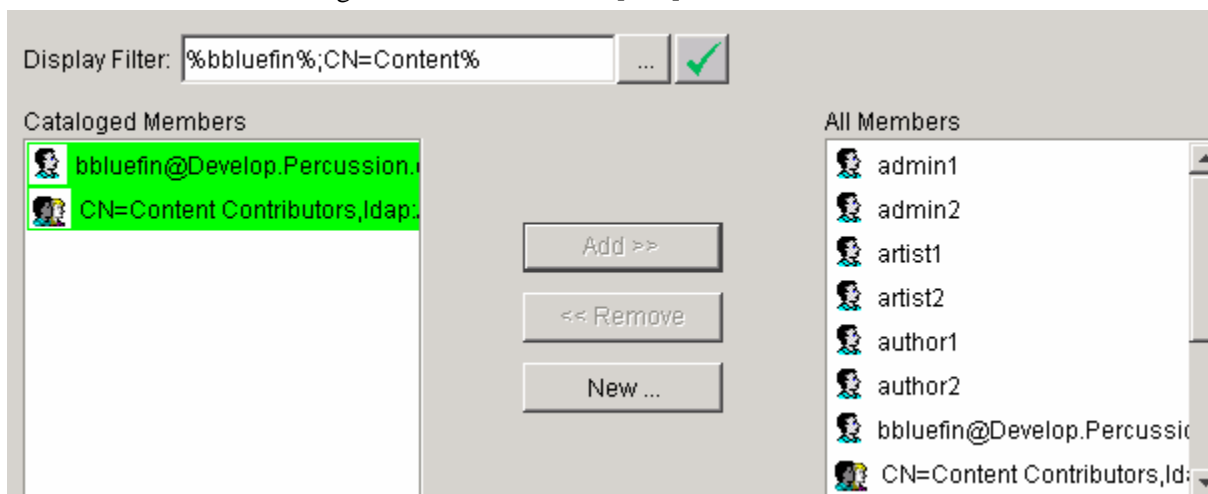 Display Filter: %bbluefin%;CN=Content% ...
Cataloged Members
bbluefin@Develop.Percussion.
CN=Content Contributors,ldap:
Add >>
<< Remove
New ...
All Members
admin1
admin2
artist1
artist2
author1
author2
bbluefin@Develop.Percussic
CN=Content Contributors,ld